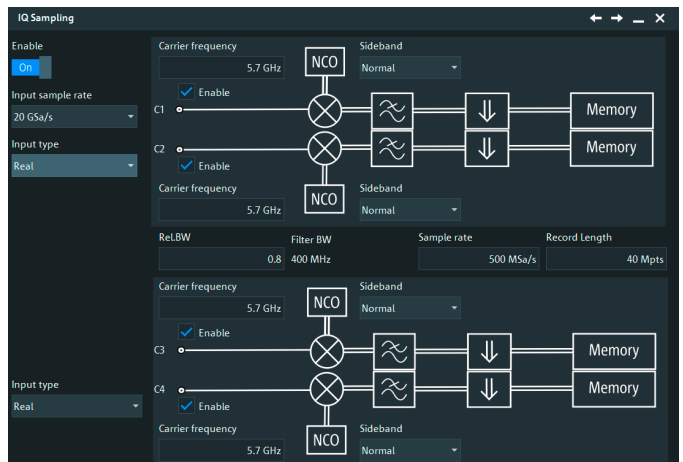 IQ Sampling
Enable
On
Input sample rate
20 GSa/s
Input type
Real
Carrier frequency
5.7 GHz
NCO
Sideband
Normal
Enable
C1
Memory
C2
Memory
Enable
Carrier frequency
5.7 GHz
NCO
Sideband
Normal
Rel.BW
0.8
Filter BW
400 MHz
Sample rate
500 MSa/s
Record Length
40 Mpts
Carrier frequency
5.7 GHz
NCO
Sideband
Normal
Enable
C3
Memory
Input type
Real
C4
Memory
Enable
Carrier frequency
5.7 GHz
NCO
Sideband
Normal